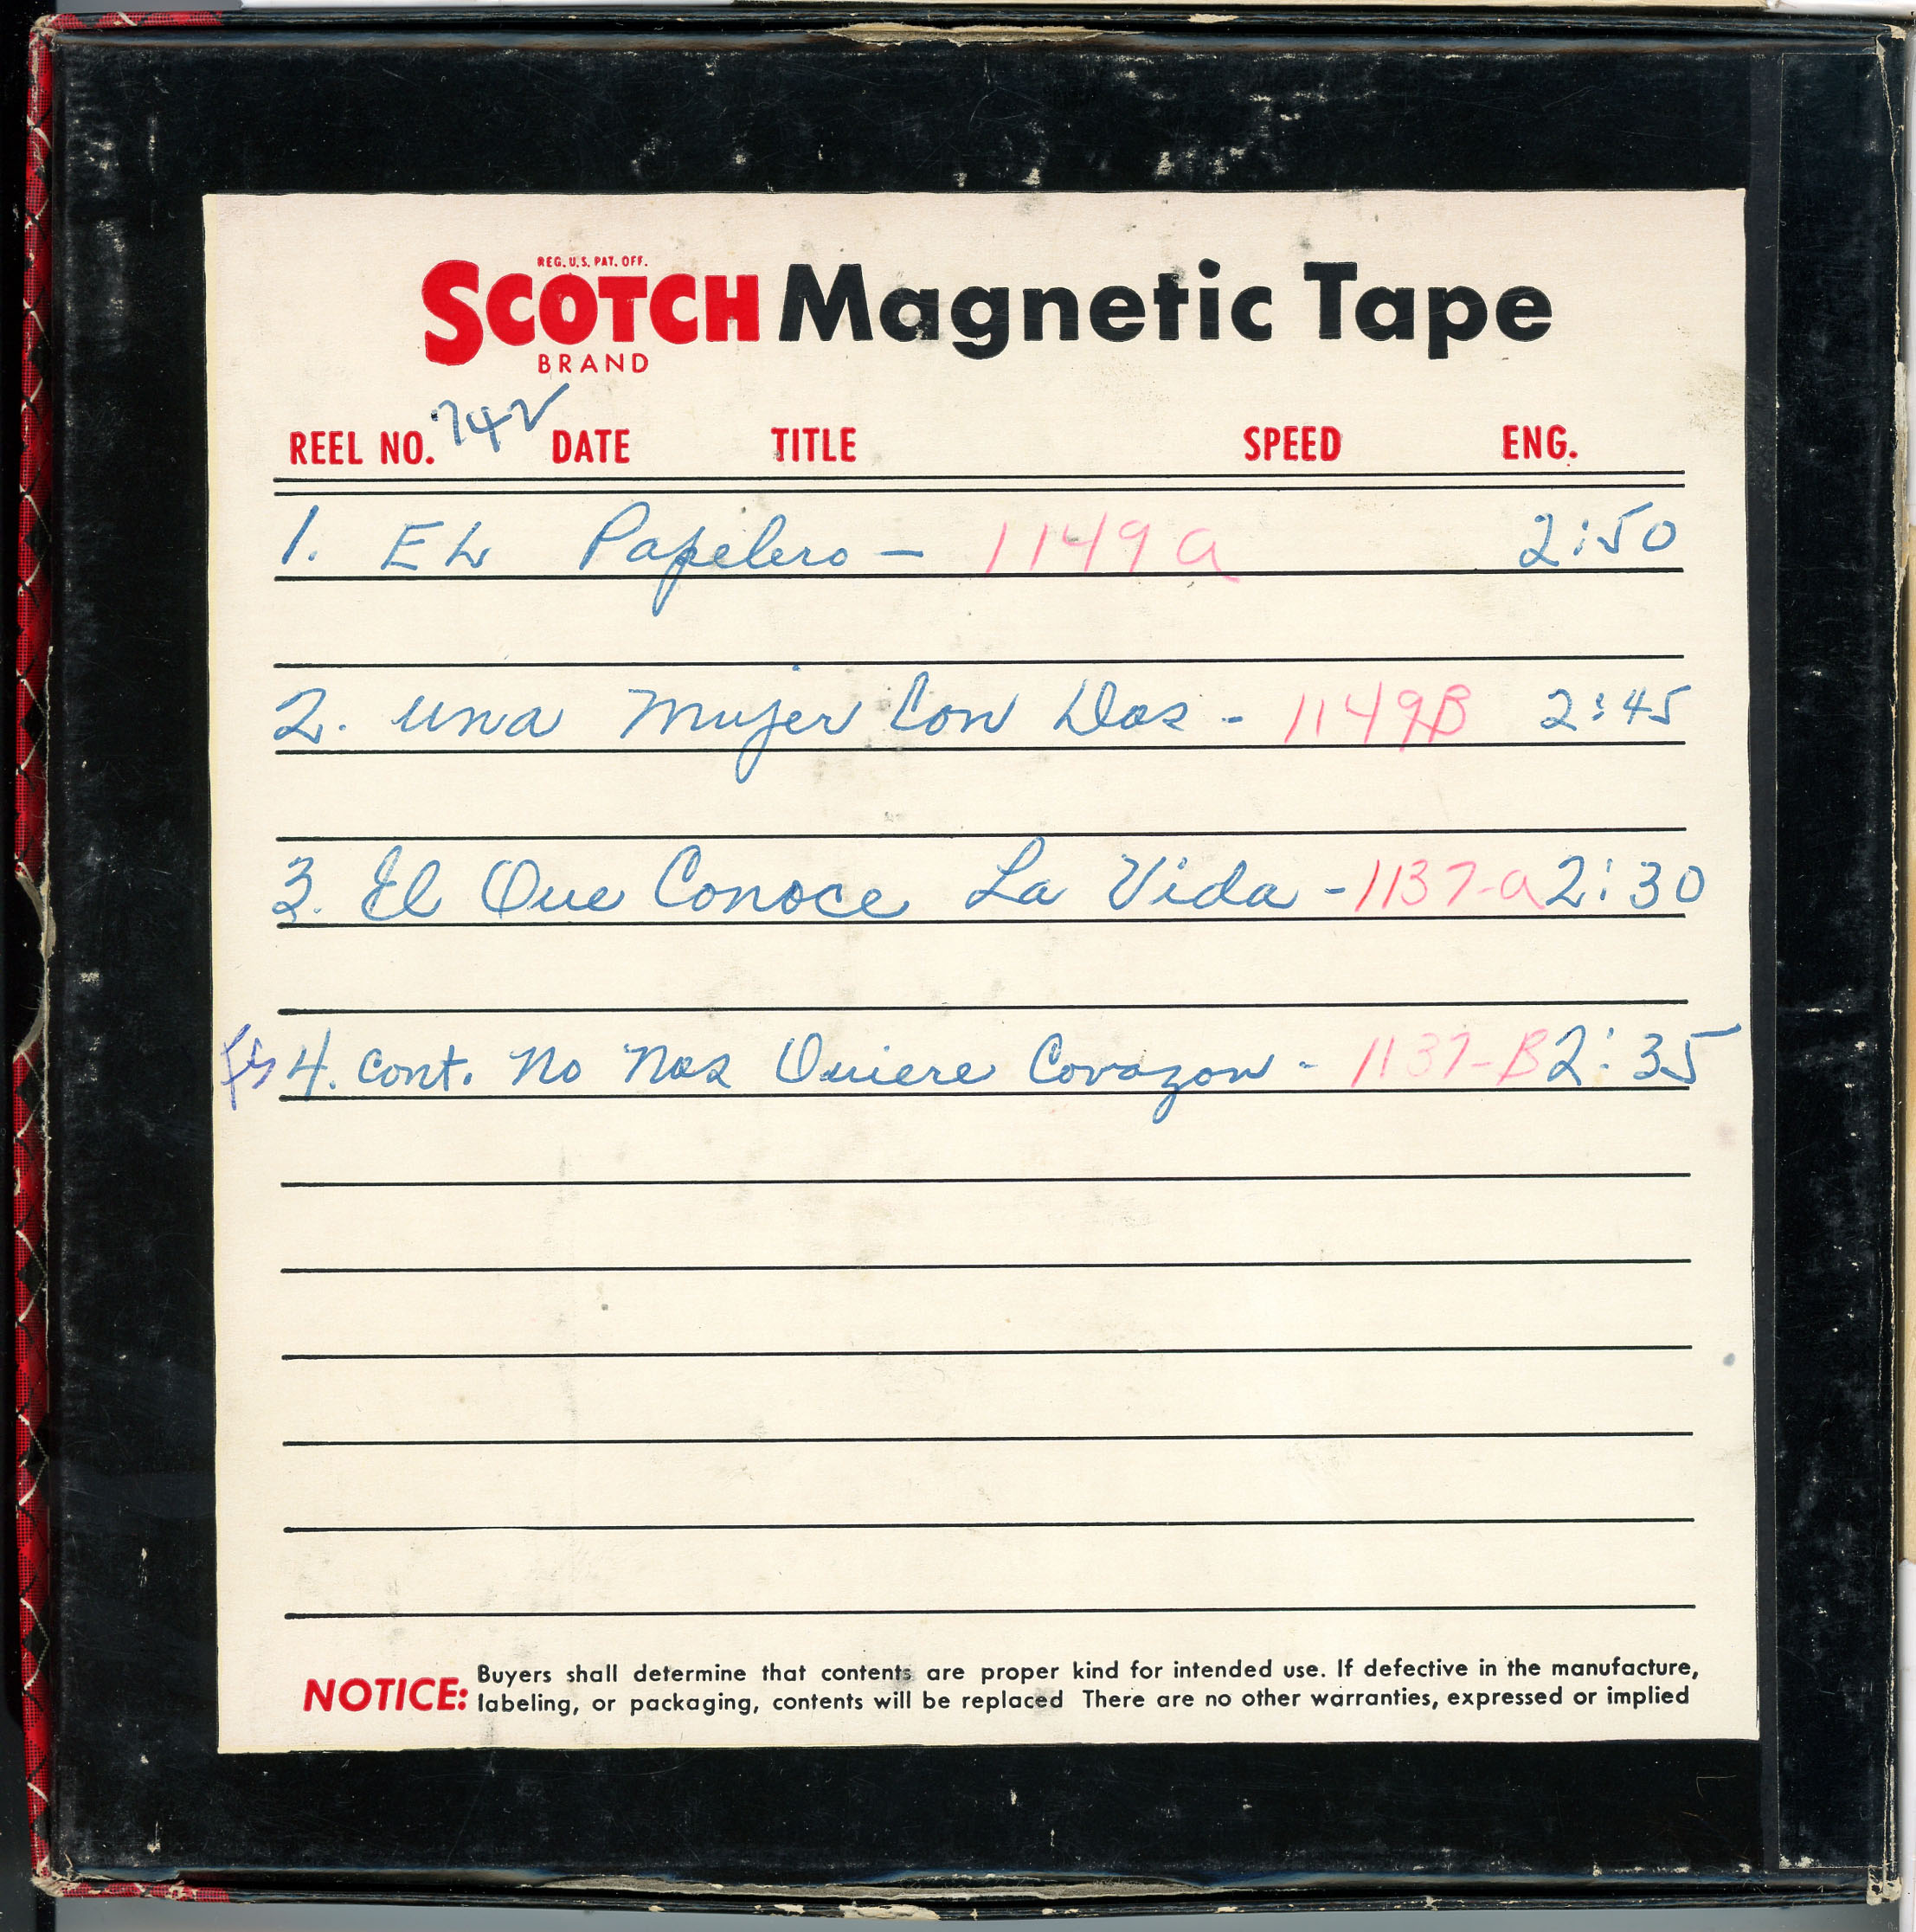 REG. U.S. PAT. OFF.
SCOTCH Magnetic Tape
BRAND
REEL NO. 742 DATE TITLE SPEED ENG.
1. EL Papelero - 1149a 2:50
2. una Mujer Con Dos - 1149B 2:45
3. El Que Conoce La Vida - 1137-a 2:30
4. Cont. No Nos Quiere Corazon - 1137-B 2:35
NOTICE: Buyers shall determine that contents are proper kind for intended use. If defective in the manufacture,
labeling, or packaging, contents will be replaced There are no other warranties, expressed or implied